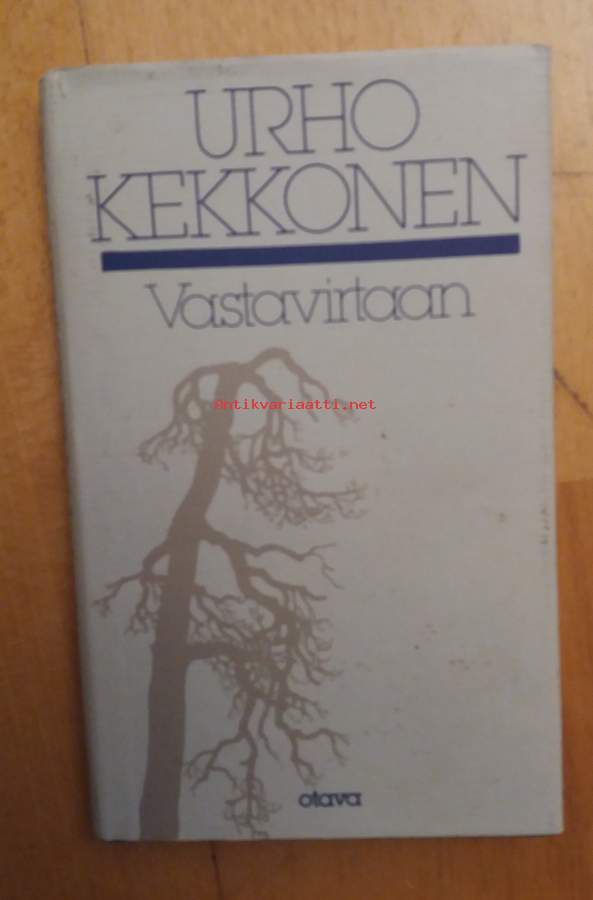 URHO
KEKKONEN
Vastavirtaan
Antikvariaatti.net
otava